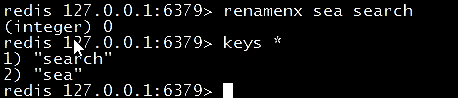 redis 127.0.0.1:6379> renamenx sea search
(integer) 0
redis 127.0.0.1:6379> keys *
1) "search"
2) "sea"
redis 127.0.0.1:6379>